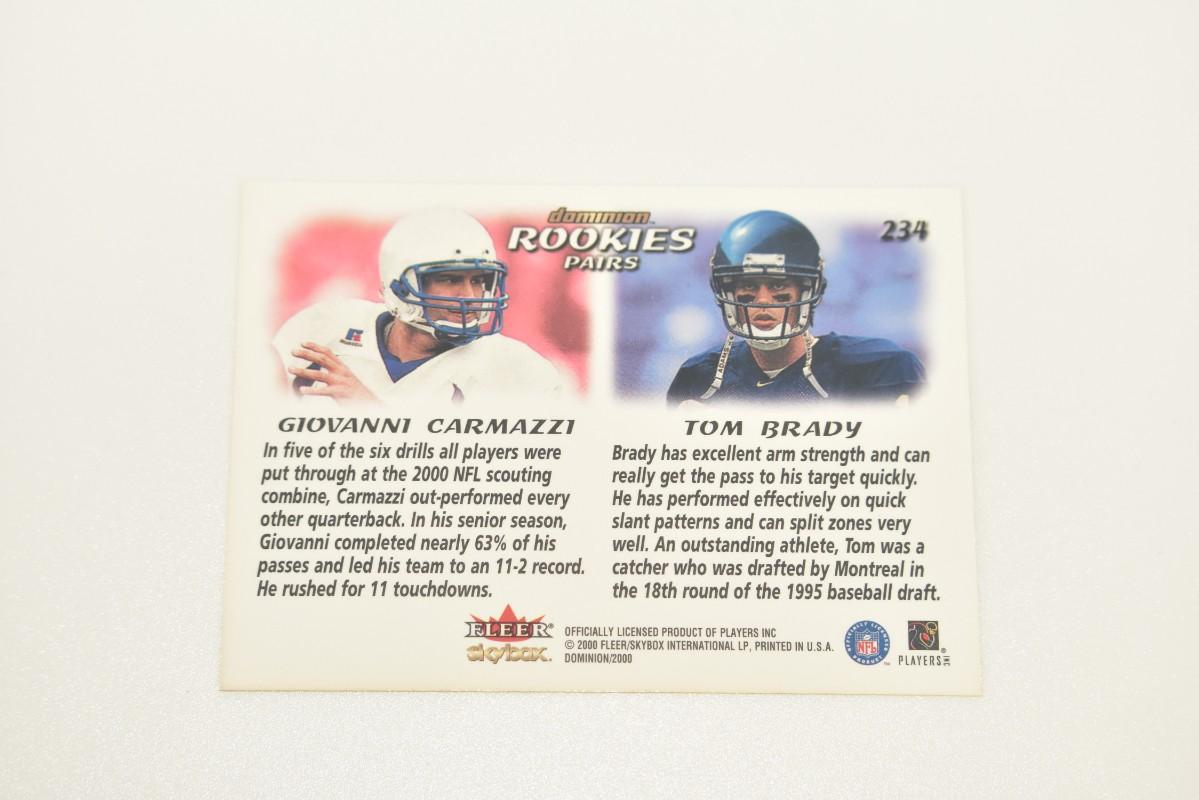 dominion™
ROOKIES
PAIRS
234
GIOVANNI CARMAZZI
In five of the six drills all players were
put through at the 2000 NFL scouting
combine, Carmazzi out-performed every
other quarterback. In his senior season,
Giovanni completed nearly 63% of his
passes and led his team to an 11-2 record.
He rushed for 11 touchdowns.
TOM BRADY
Brady has excellent arm strength and can
really get the pass to his target quickly.
He has performed effectively on quick
slant patterns and can split zones very
well. An outstanding athlete, Tom was a
catcher who was drafted by Montreal in
the 18th round of the 1995 baseball draft.
FLEER®
skybox.
OFFICIALLY LICENSED PRODUCT OF PLAYERS INC
© 2000 FLEER/SKYBOX INTERNATIONAL LP, PRINTED IN U.S.A.
DOMINION/2000
OFFICIALLY LICENSED
NFL
PRODUCT
™
®
PLAYERS INC